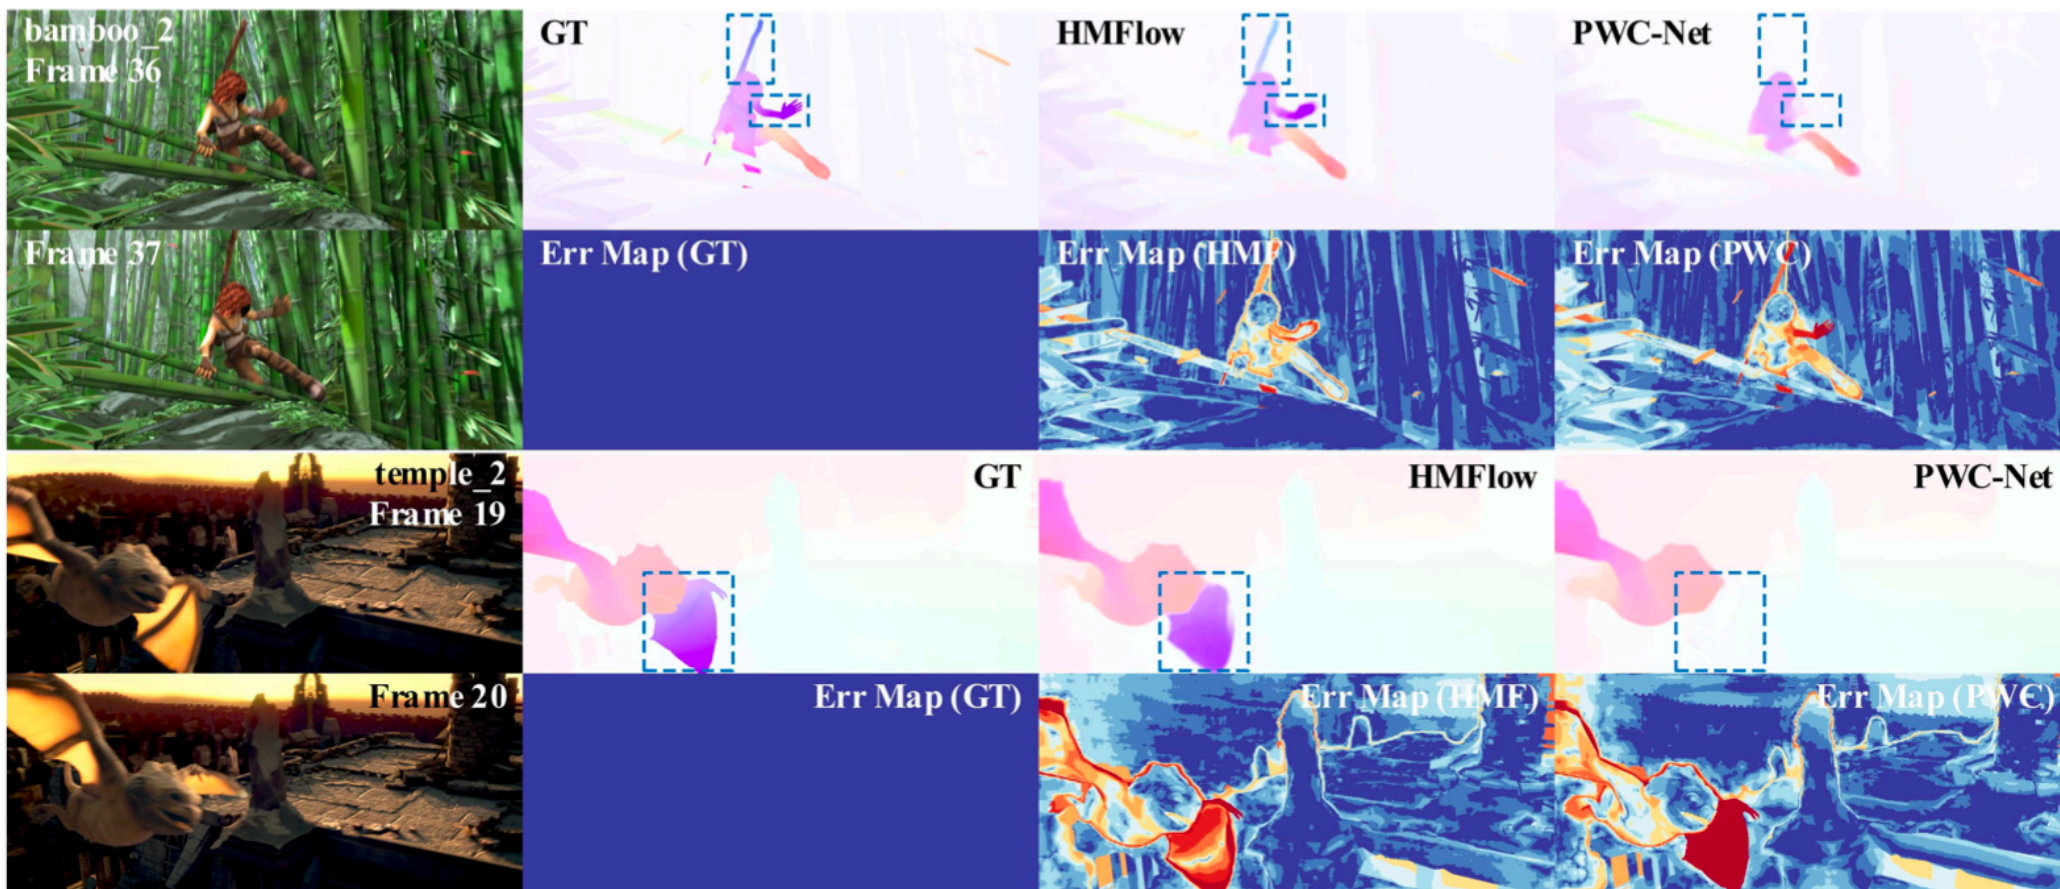 bamboo_2
Frame 36
GT
HMFlow
PWC-Net
Frame 37
Err Map (GT)
Err Map (HMF)
Err Map (PWC)
temple_2
Frame 19
GT
HMFlow
PWC-Net
Frame 20
Err Map (GT)
Err Map (HMF)
Err Map (PWC)